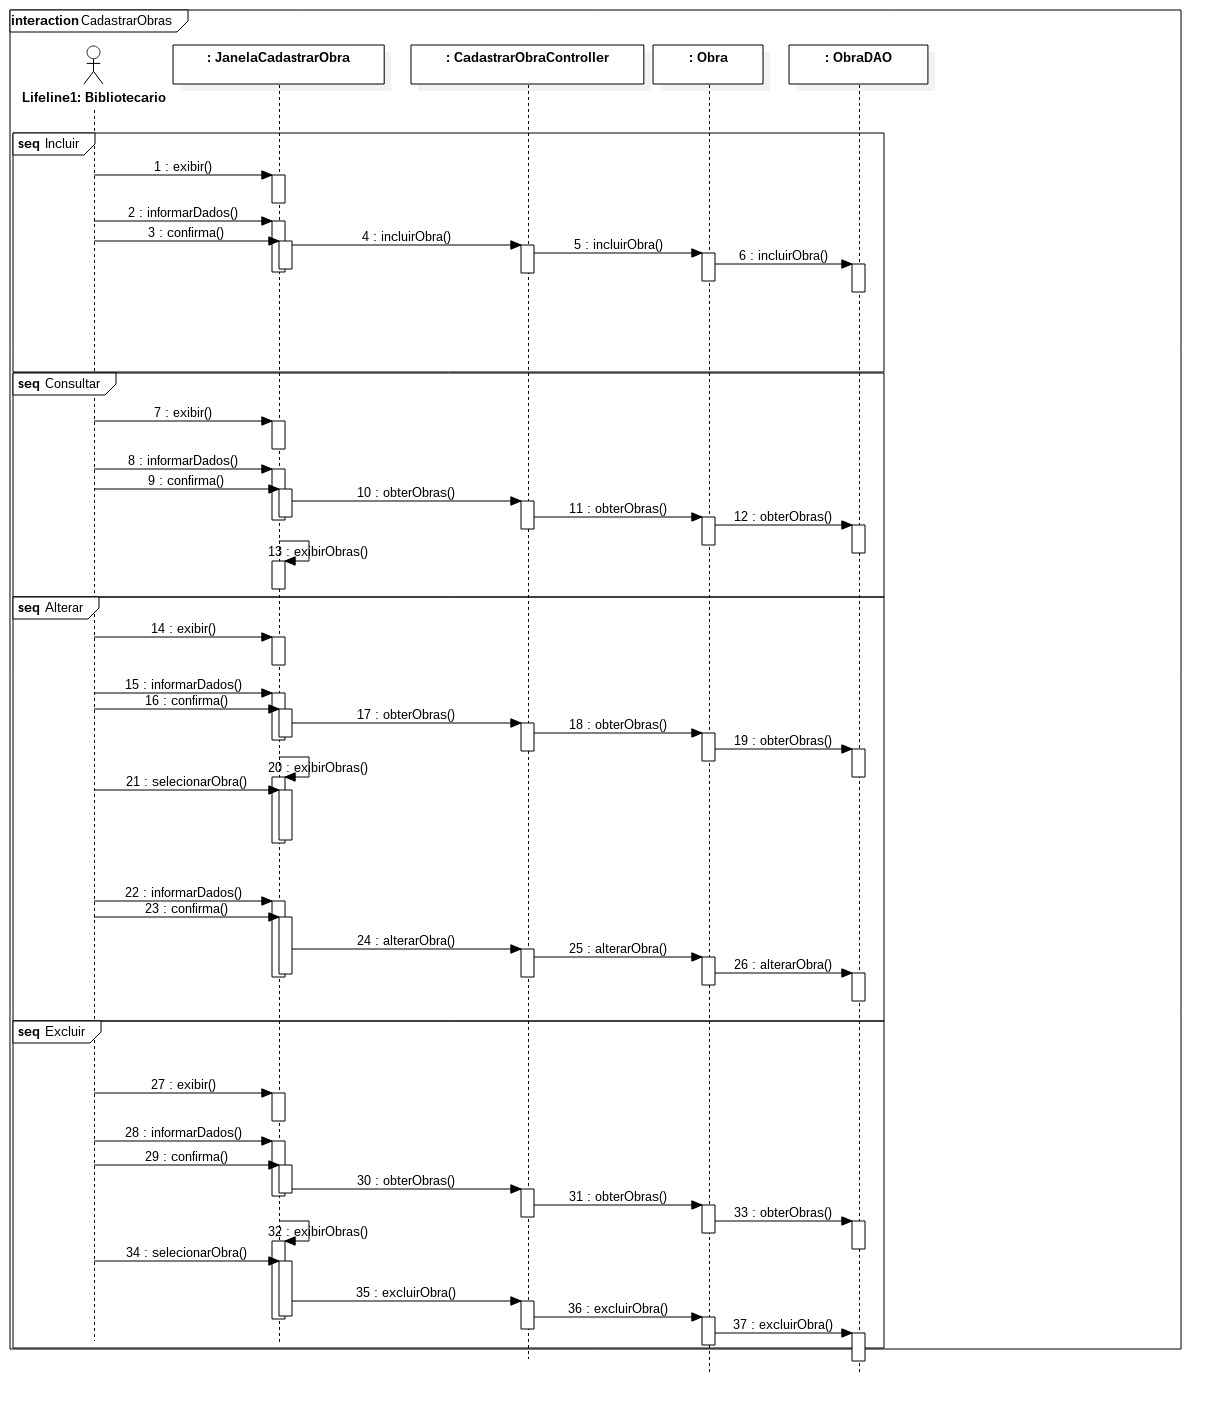 interaction CadastrarObras
: JanelaCadastrarObra
: CadastrarObraController
: Obra
: ObraDAO
Lifeline1: Bibliotecario
seq Incluir
1 : exibir()
2 : informarDados()
3 : confirma()
4 : incluirObra()
5 : incluirObra()
6 : incluirObra()
seq Consultar
7 : exibir()
8 : informarDados()
9 : confirma()
10 : obterObras()
11 : obterObras()
12 : obterObras()
13 : exibirObras()
seq Alterar
14 : exibir()
15 : informarDados()
16 : confirma()
17 : obterObras()
18 : obterObras()
19 : obterObras()
20 : exibirObras()
21 : selecionarObra()
22 : informarDados()
23 : confirma()
24 : alterarObra()
25 : alterarObra()
26 : alterarObra()
seq Excluir
27 : exibir()
28 : informarDados()
29 : confirma()
30 : obterObras()
31 : obterObras()
33 : obterObras()
32 : exibirObras()
34 : selecionarObra()
35 : excluirObra()
36 : excluirObra()
37 : excluirObra()